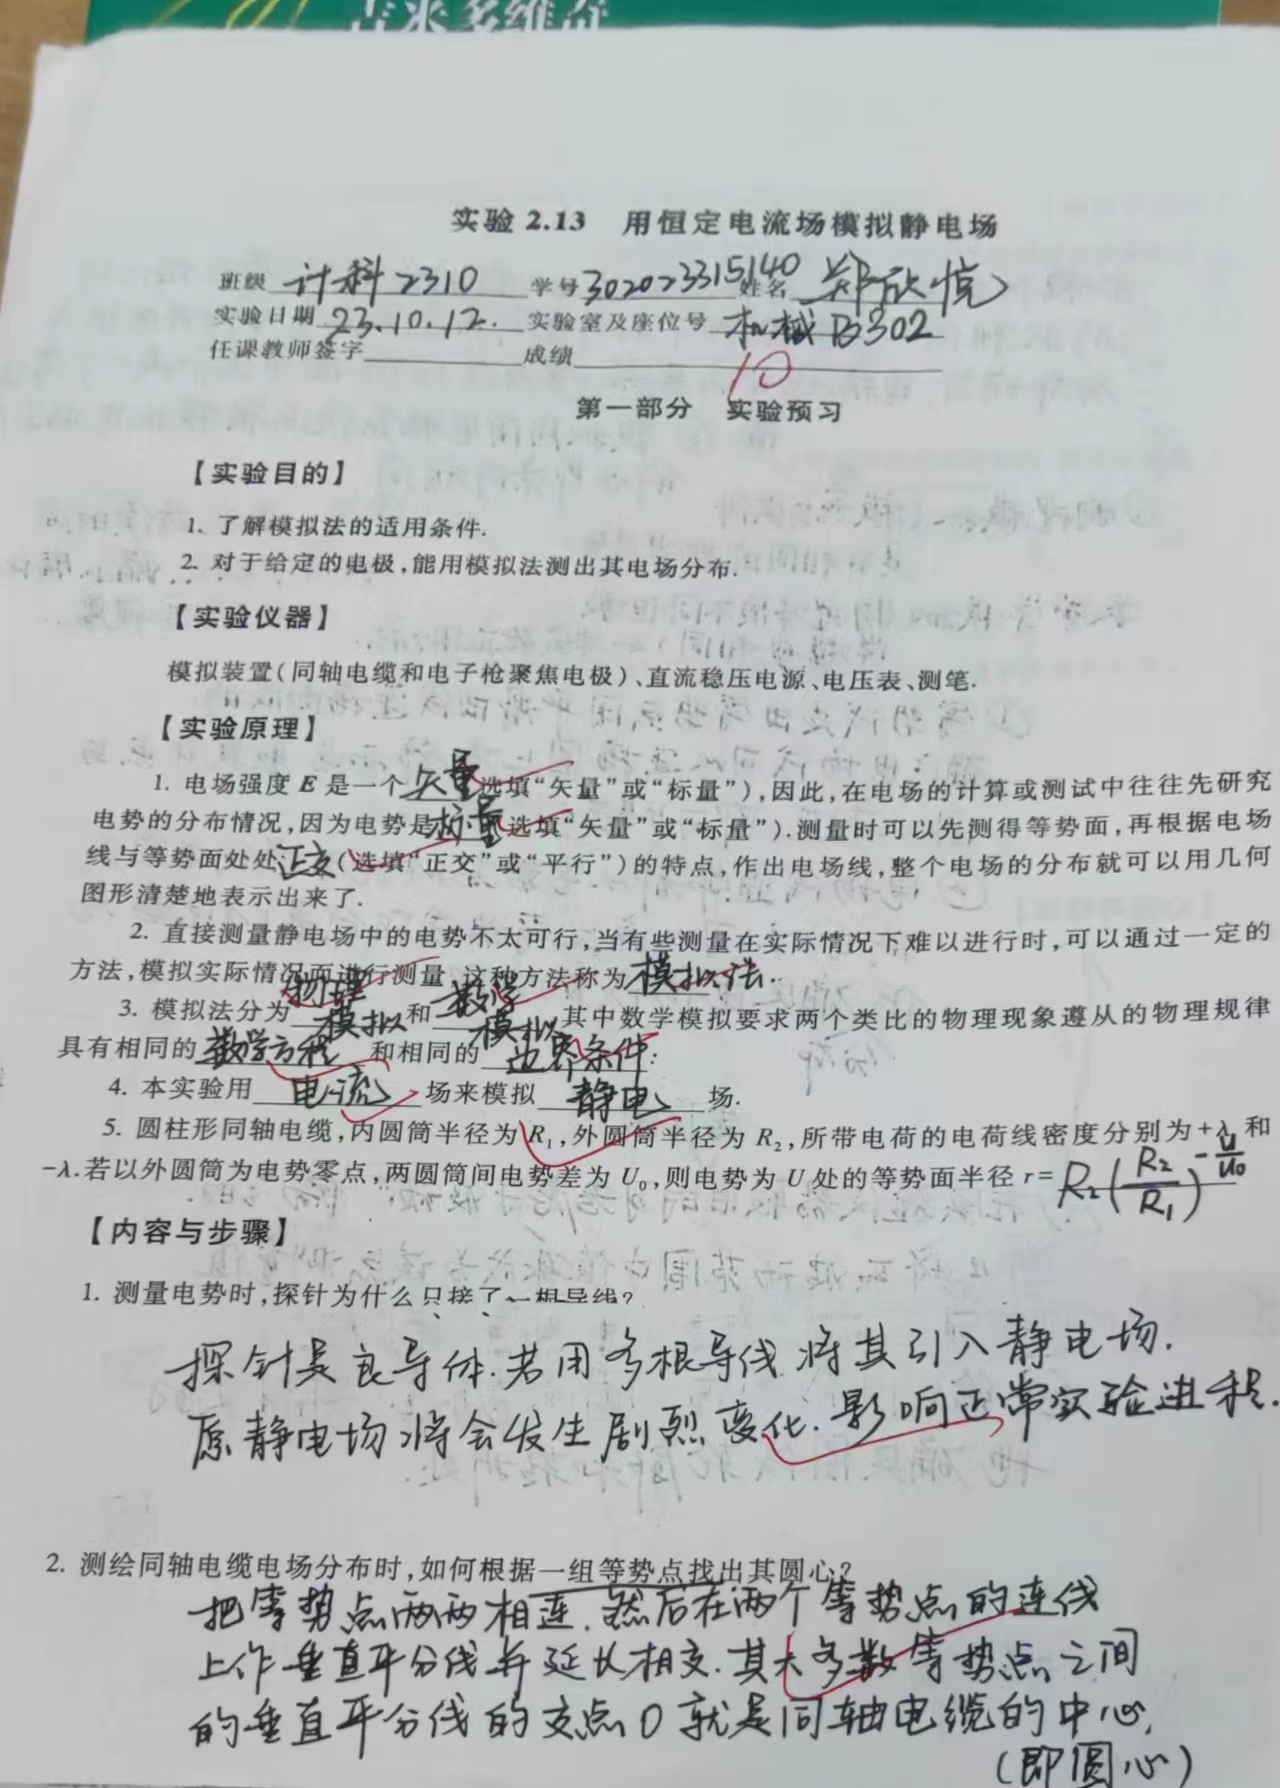 实验 2.13 用恒定电流场模拟静电场
班级 计科2310 学号 302023315140 姓名 郑欣悦
实验日期 23.10.12. 实验室及座位号 机械B302
任课教师签字 成绩 10
第一部分 实验预习
【实验目的】
1. 了解模拟法的适用条件.
2. 对于给定的电极,能用模拟法测出其电场分布.
【实验仪器】
模拟装置(同轴电缆和电子枪聚焦电极)、直流稳压电源、电压表、测笔.
【实验原理】
1. 电场强度 E 是一个 矢量 选填“矢量”或“标量”),因此,在电场的计算或测试中往往先研究
电势的分布情况,因为电势是 标量 选填“矢量”或“标量”).测量时可以先测得等势面,再根据电场
线与等势面处处 正交 (选填“正交”或“平行”)的特点,作出电场线,整个电场的分布就可以用几何
图形清楚地表示出来了.
2. 直接测量静电场中的电势不太可行,当有些测量在实际情况下难以进行时,可以通过一定的
方法,模拟实际情况而进行测量,这种方法称为 模拟法.
3. 模拟法分为 物理模拟 和 数学模拟 其中数学模拟要求两个类比的物理现象遵从的物理规律
具有相同的 数学方程 和相同的 边界条件.
4. 本实验用 电流 场来模拟 静电 场.
5. 圆柱形同轴电缆,内圆筒半径为 R₁,外圆筒半径为 R₂,所带电荷的电荷线密度分别为+λ 和
-λ.若以外圆筒为电势零点,两圆筒间电势差为 U₀,则电势为 U 处的等势面半径 r= R₂(R₂/R₁)^(-U/U₀)
【内容与步骤】
1. 测量电势时,探针为什么只接了一根导线?
探针是良导体.若用多根导线将其引入静电场.
原静电场将会发生剧烈变化.影响正常实验进程.
2. 测绘同轴电缆电场分布时,如何根据一组等势点找出其圆心?
把等势点两两相连.然后在两个等势点的连线
上作垂直平分线并延长相交.其大多数等势点之间
的垂直平分线的交点O就是同轴电缆的中心.
(即圆心)